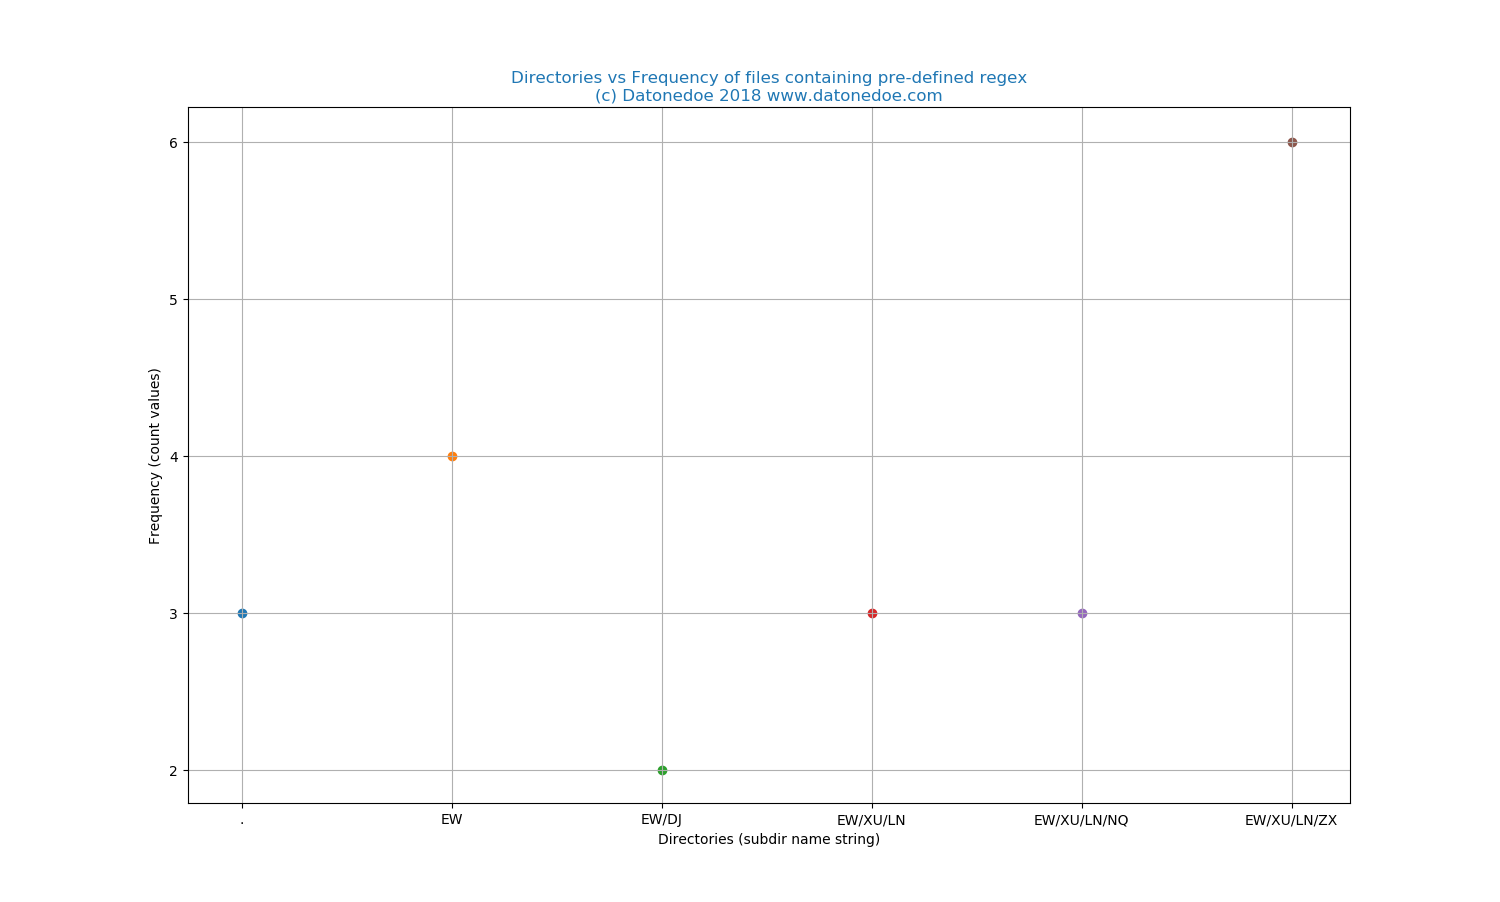 Directories vs Frequency of files containing pre-defined regex
(c) Datonedoe 2018 www.datonedoe.com
6
5
4
3
2
Frequency (count values)
. EW EW/DJ EW/XU/LN EW/XU/LN/NQ EW/XU/LN/ZX
Directories (subdir name string)